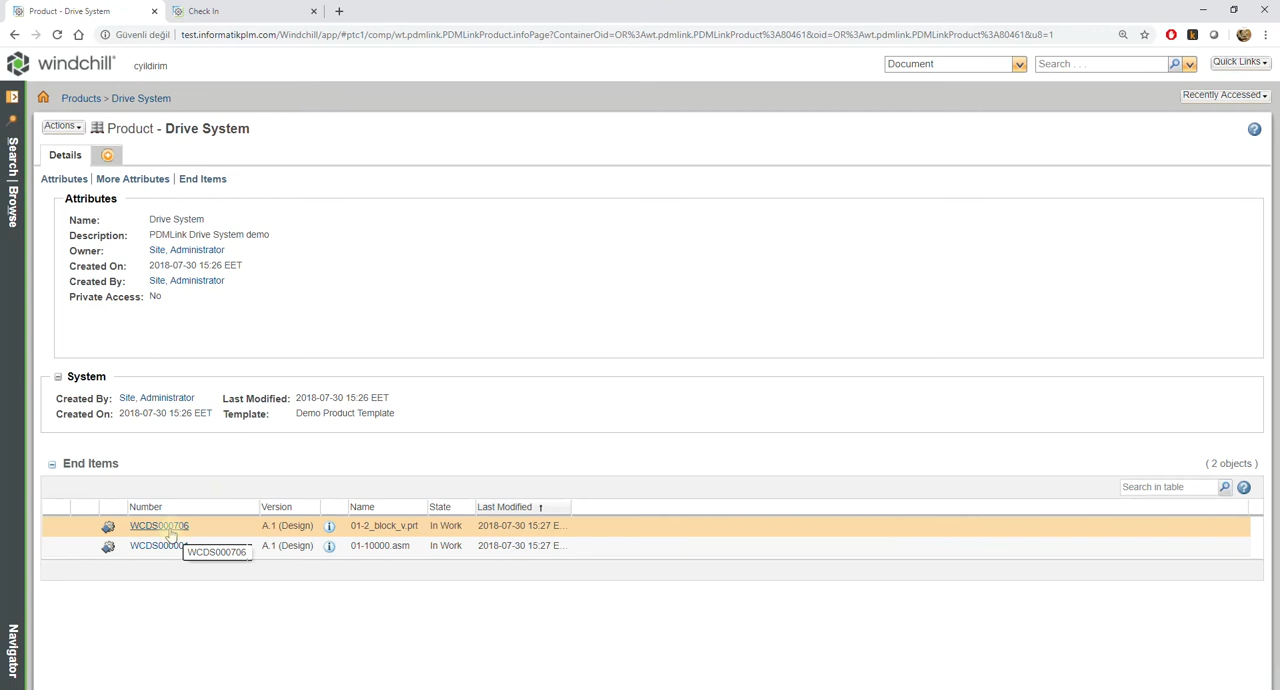 Product - Drive System
Check In
Güvenli değil
test.informatikplm.com/Windchill/app/#ptc1/comp/wt.pdmlink.PDMLinkProduct.infoPage?ContainerOid=OR%3Awt.pdmlink.PDMLinkProduct%3A80461&oid=OR%3Awt.pdmlink.PDMLinkProduct%3A80461&u8=1
windchill
cyildirim
Document
Search . . .
Quick Links
Products > Drive System
Recently Accessed
Search | Browse
Actions
Product - Drive System
Details
Attributes | More Attributes | End Items
Attributes
Name: Drive System
Description: PDMLink Drive System demo
Owner: Site, Administrator
Created On: 2018-07-30 15:26 EET
Created By: Site, Administrator
Private Access: No
System
Created By: Site, Administrator Last Modified: 2018-07-30 15:26 EET
Created On: 2018-07-30 15:26 EET Template: Demo Product Template
End Items
( 2 objects )
Search in table
Number Version Name State Last Modified
WCDS000706 A.1 (Design) 01-2_block_v.prt In Work 2018-07-30 15:27 E...
A.1 (Design) 01-10000.asm In Work 2018-07-30 15:27 E...
WCDS000706
Navigator